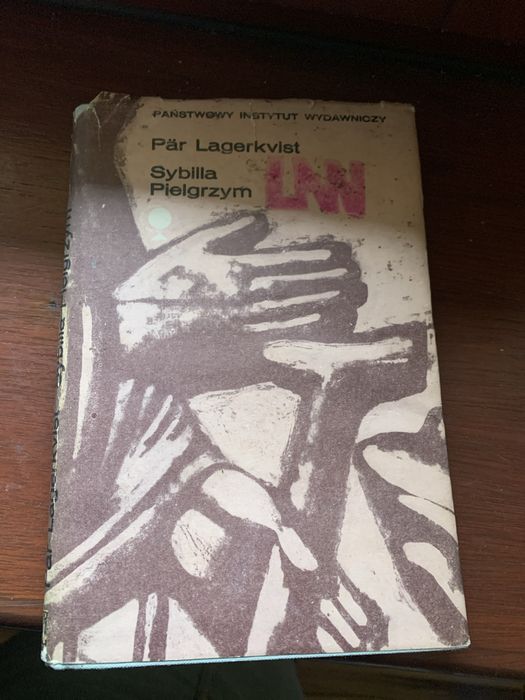 PAŃSTWOWY INSTYTUT WYDAWNICZY
Pär Lagerkvist
Sybilla
Pielgrzym
LNN